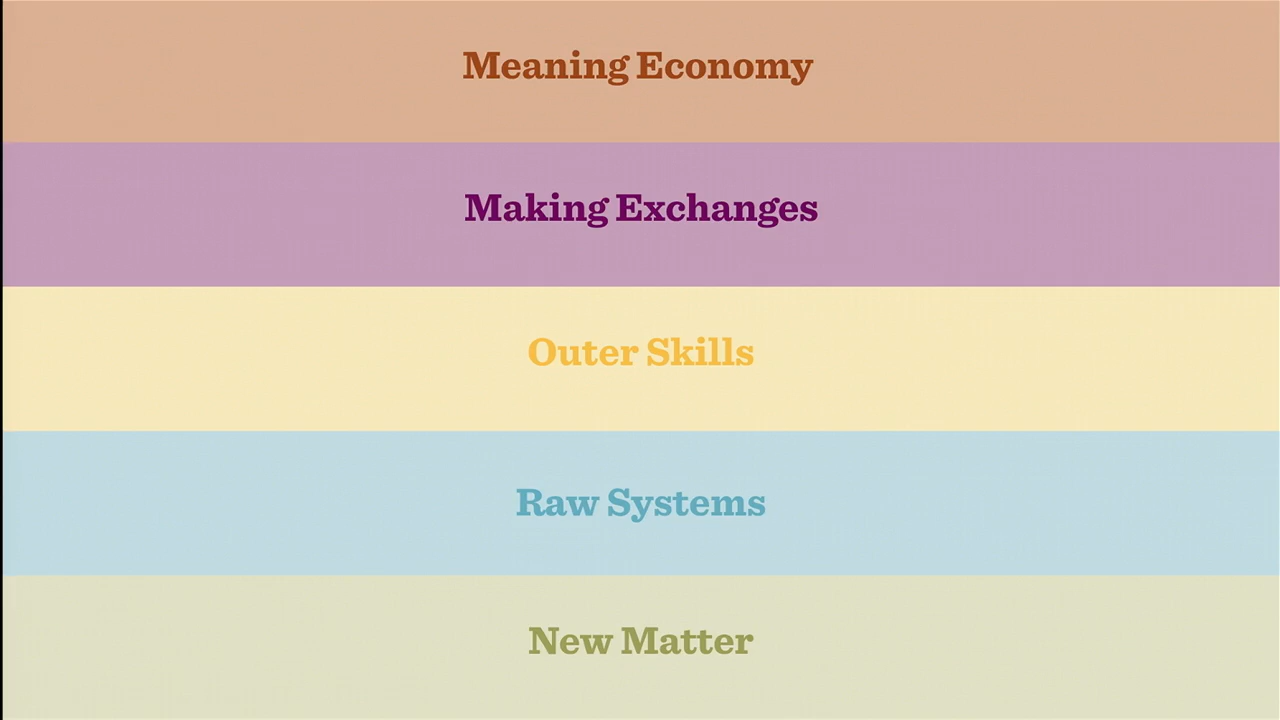 Meaning Economy
Making Exchanges
Outer Skills
Raw Systems
New Matter